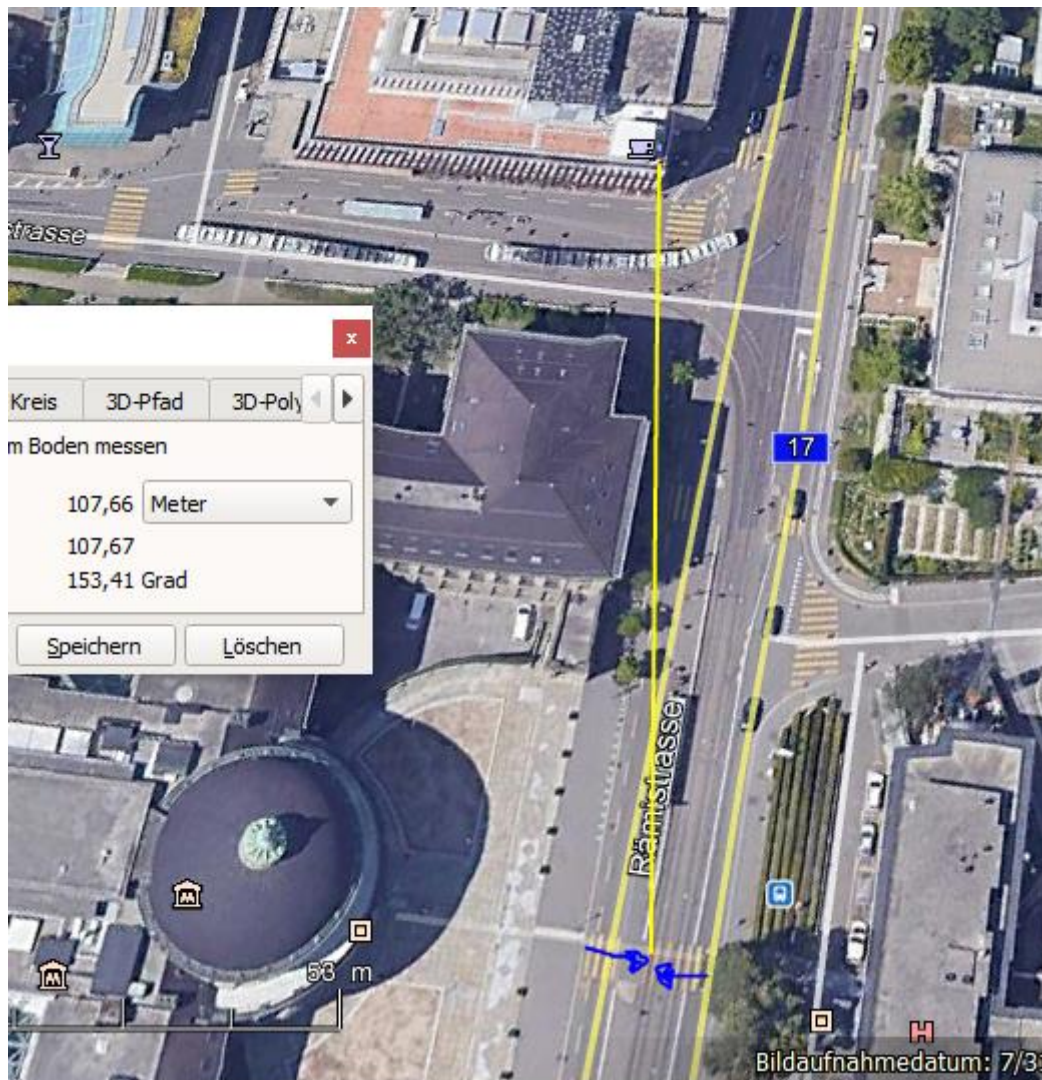 strasse
x
Kreis
3D-Pfad
3D-Poly
m Boden messen
107,66
Meter
107,67
153,41 Grad
Speichern
Löschen
17
Rämistrasse
53 m
H
Bildaufnahmedatum: 7/3